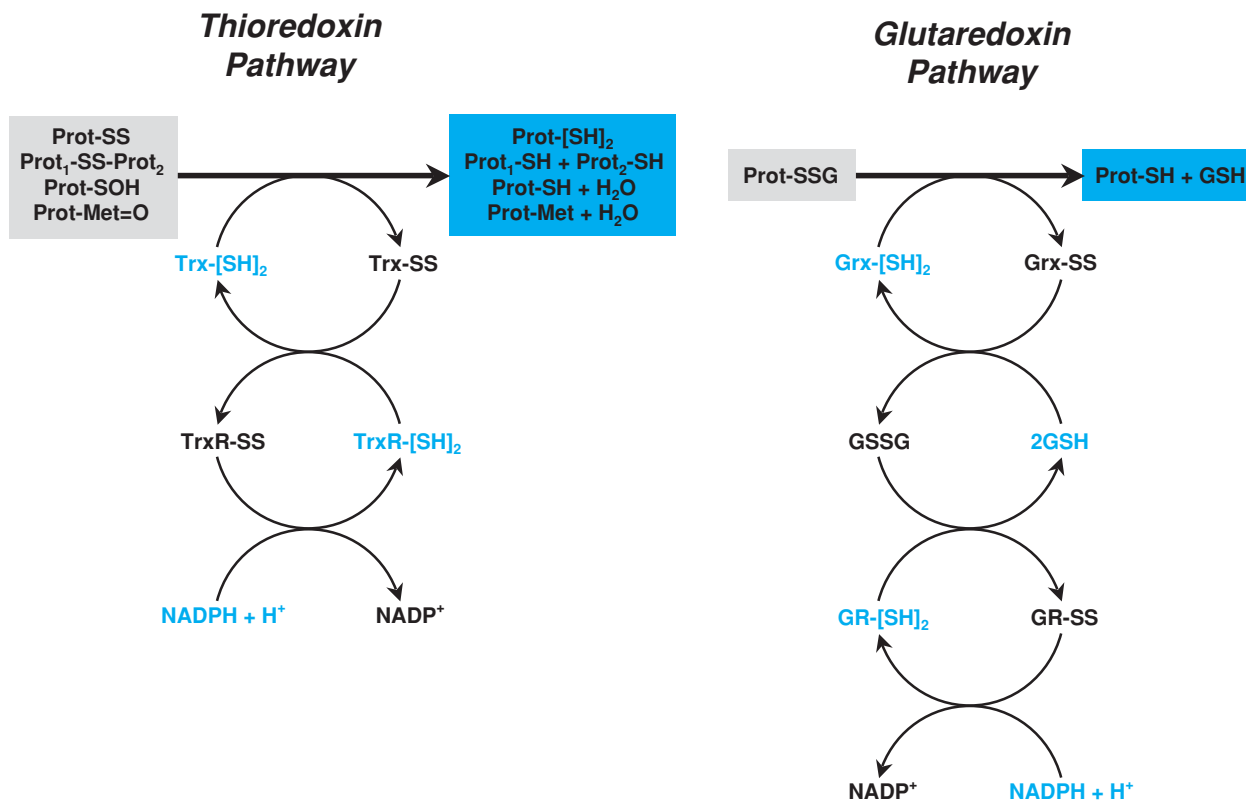 Thioredoxin
Pathway
Prot-SS
Prot₁-SS-Prot₂
Prot-SOH
Prot-Met=O
Prot-[SH]₂
Prot₁-SH + Prot₂-SH
Prot-SH + H₂O
Prot-Met + H₂O
Trx-[SH]₂
Trx-SS
TrxR-SS
TrxR-[SH]₂
NADPH + H⁺
NADP⁺
Glutaredoxin
Pathway
Prot-SSG
Prot-SH + GSH
Grx-[SH]₂
Grx-SS
GSSG
2GSH
GR-[SH]₂
GR-SS
NADP⁺
NADPH + H⁺